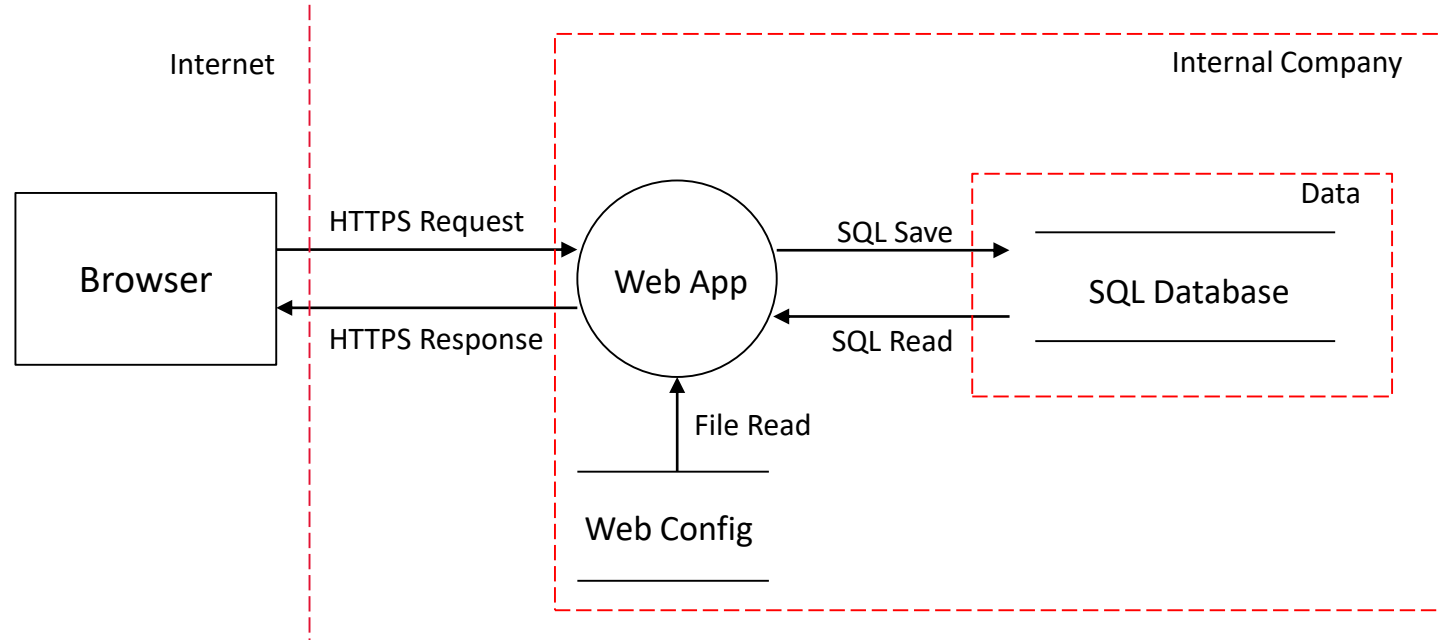 Internet
Internal Company
Data
HTTPS Request
SQL Save
Browser
Web App
SQL Database
HTTPS Response
SQL Read
File Read
Web Config